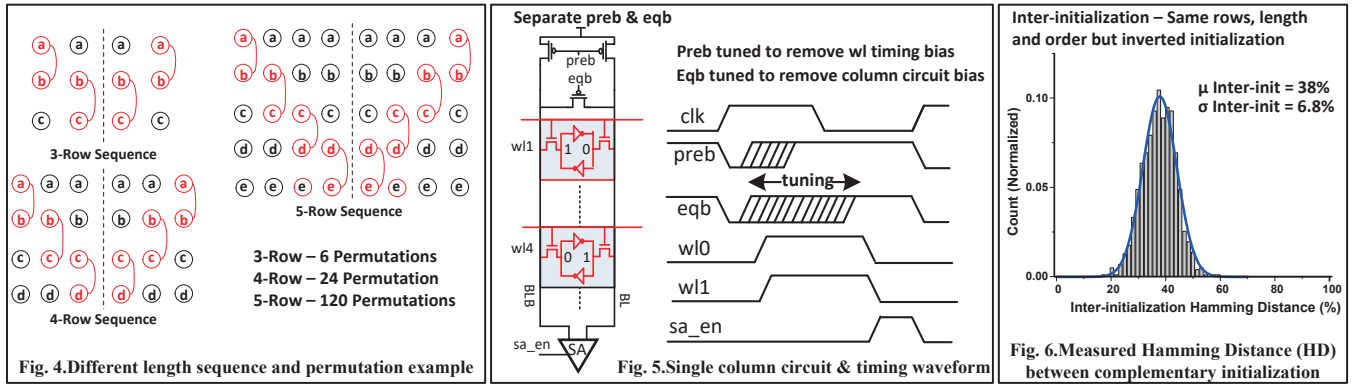 a a a a
b b b b
c c c c
3-Row Sequence
a a a a a a
b b b b b b
c c c c c c
d d d d d d
4-Row Sequence
a a a a a a a a
b b b b b b b b
c c c c c c c c
d d d d d d d d
e e e e e e e e
5-Row Sequence
3-Row – 6 Permutations
4-Row – 24 Permutation
5-Row – 120 Permutations
Fig. 4.Different length sequence and permutation example
Separate preb & eqb
preb
eqb
wl1
1 0
wl4
0 1
BLB
BL
sa_en
SA
Preb tuned to remove wl timing bias
Eqb tuned to remove column circuit bias
clk
preb
tuning
eqb
wl0
wl1
sa_en
Fig. 5.Single column circuit & timing waveform
Inter-initialization – Same rows, length
and order but inverted initialization
μ Inter-init = 38%
σ Inter-init = 6.8%
Count (Normalized)
0.10
0.05
0.00
0 20 40 60 80 100
Inter-initialization Hamming Distance (%)
Fig. 6.Measured Hamming Distance (HD)
between complementary initialization